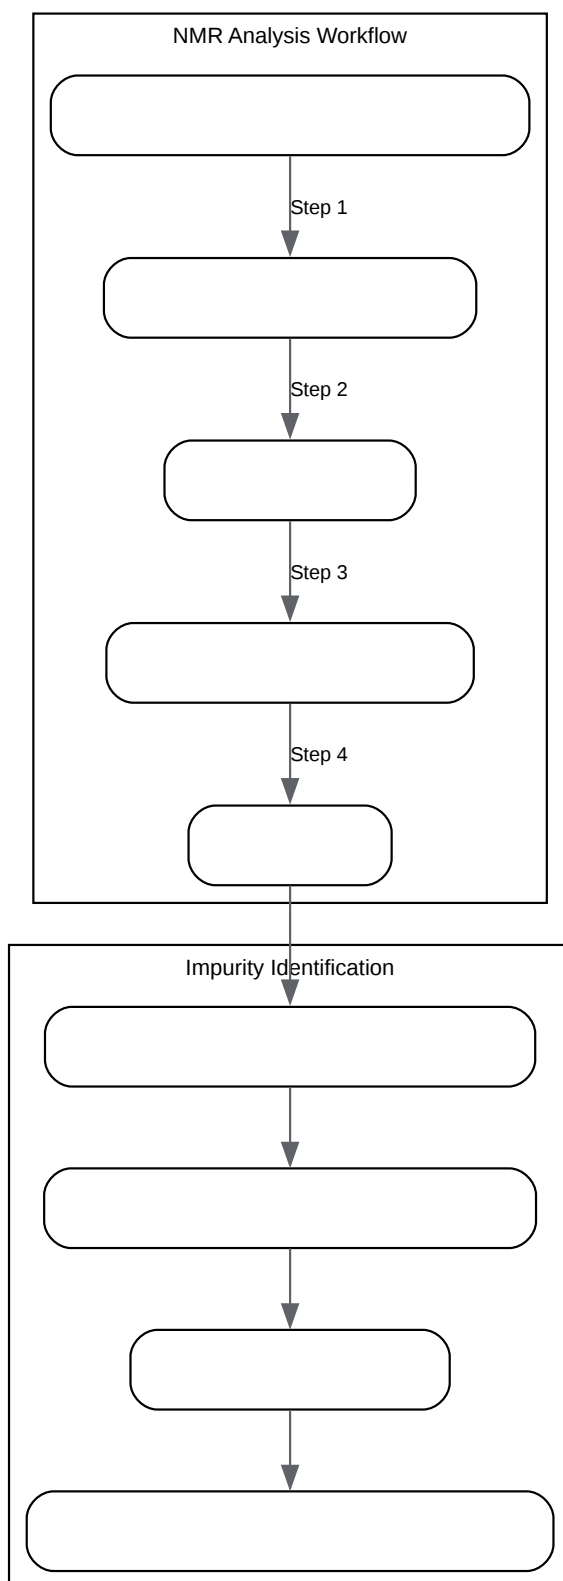 NMR Analysis Workflow
Step 1
Step 2
Step 3
Step 4
Impurity Identification